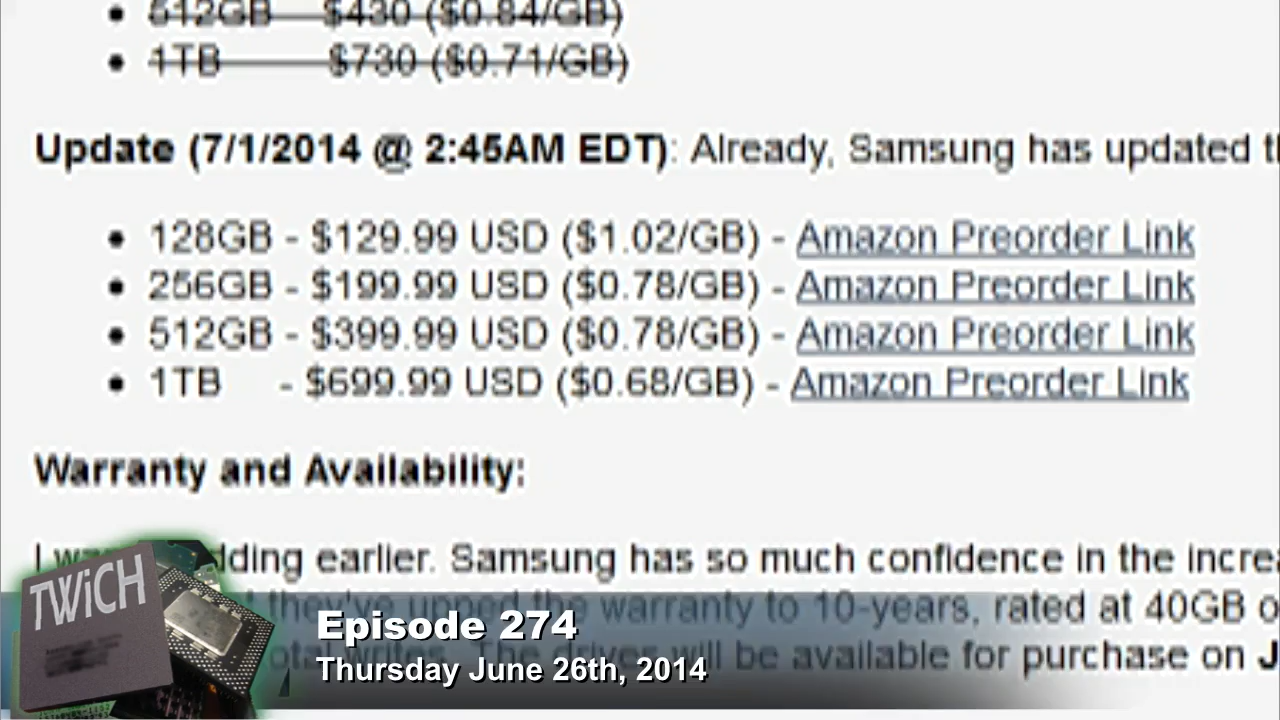 512GB $430 ($0.84/GB)
1TB $730 ($0.71/GB)
Update (7/1/2014 @ 2:45AM EDT): Already, Samsung has updated
128GB - $129.99 USD ($1.02/GB) - Amazon Preorder Link
256GB - $199.99 USD ($0.78/GB) - Amazon Preorder Link
512GB - $399.99 USD ($0.78/GB) - Amazon Preorder Link
1TB - $699.99 USD ($0.68/GB) - Amazon Preorder Link
Warranty and Availability:
I earlier. Samsung has so much confidence in the
they've upped the warranty to 10-years, rated at 40GB
will be available for purchase on
TWiCH
Episode 274
Thursday June 26th, 2014